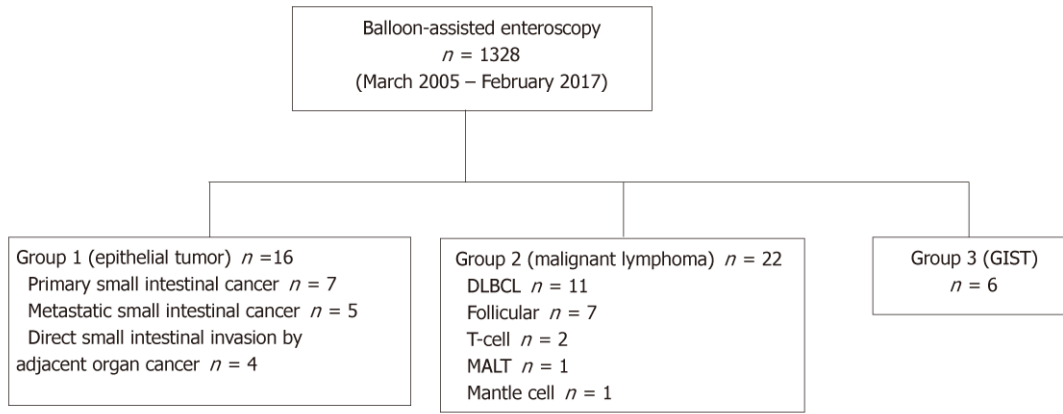 Balloon-assisted enteroscopy
n = 1328
(March 2005 – February 2017)
Group 1 (epithelial tumor) n =16
Primary small intestinal cancer n = 7
Metastatic small intestinal cancer n = 5
Direct small intestinal invasion by
adjacent organ cancer n = 4
Group 2 (malignant lymphoma) n = 22
DLBCL n = 11
Follicular n = 7
T-cell n = 2
MALT n = 1
Mantle cell n = 1
Group 3 (GIST)
n = 6